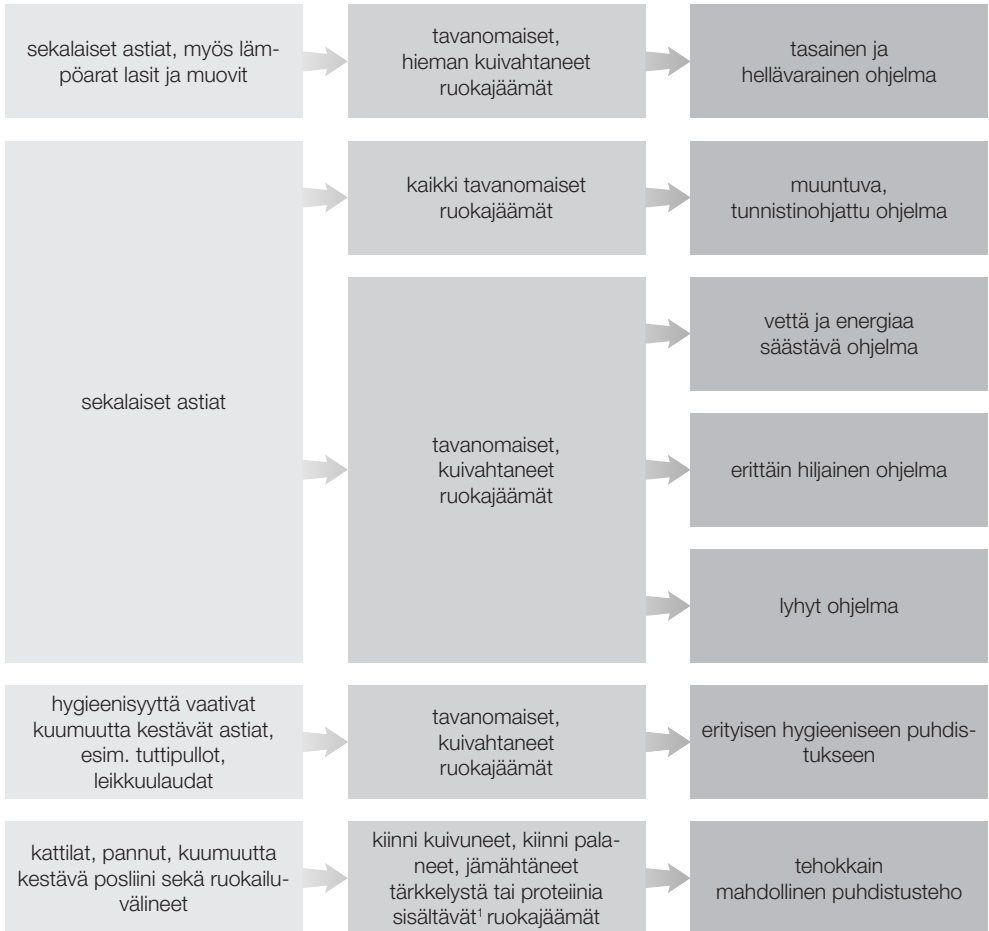 sekalaiset astiat, myös läm-
pöarat lasit ja muovit
tavanomaiset,
hieman kuivahtaneet
ruokajäämät
tasainen ja
hellävarainen ohjelma
sekalaiset astiat
kaikki tavanomaiset
ruokajäämät
muuntuva,
tunnistinohjattu ohjelma
tavanomaiset,
kuivahtaneet
ruokajäämät
vettä ja energiaa
säästävä ohjelma
erittäin hiljainen ohjelma
lyhyt ohjelma
hygieenisyyttä vaativat
kuumuutta kestävät astiat,
esim. tuttipullot,
leikkuulaudat
tavanomaiset,
kuivahtaneet
ruokajäämät
erityisen hygieeniseen puhdis-
tukseen
kattilat, pannut, kuumuutta
kestävä posliini sekä ruokailu-
välineet
kiinni kuivuneet, kiinni pala-
neet, jämähtäneet
tärkkelystä tai proteiinia
sisältävät¹ ruokajäämät
tehokkain
mahdollinen puhdistusteho